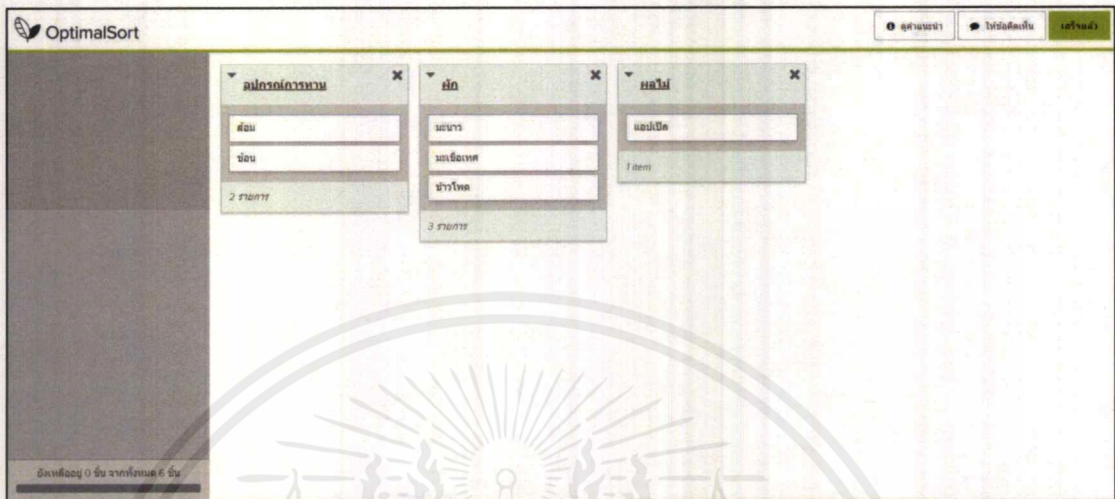 OptimalSort
ดูคำแนะนำ
ให้ข้อคิดเห็น
เสร็จแล้ว
อุปกรณ์การทาน
ส้อม
ช้อน
2 รายการ
ผัก
มะนาว
มะเขือเทศ
ข้าวโพด
3 รายการ
ผลไม้
แอปเปิล
1 item
ยังเหลืออยู่ 0 ชิ้น จากทั้งหมด 6 ชิ้น